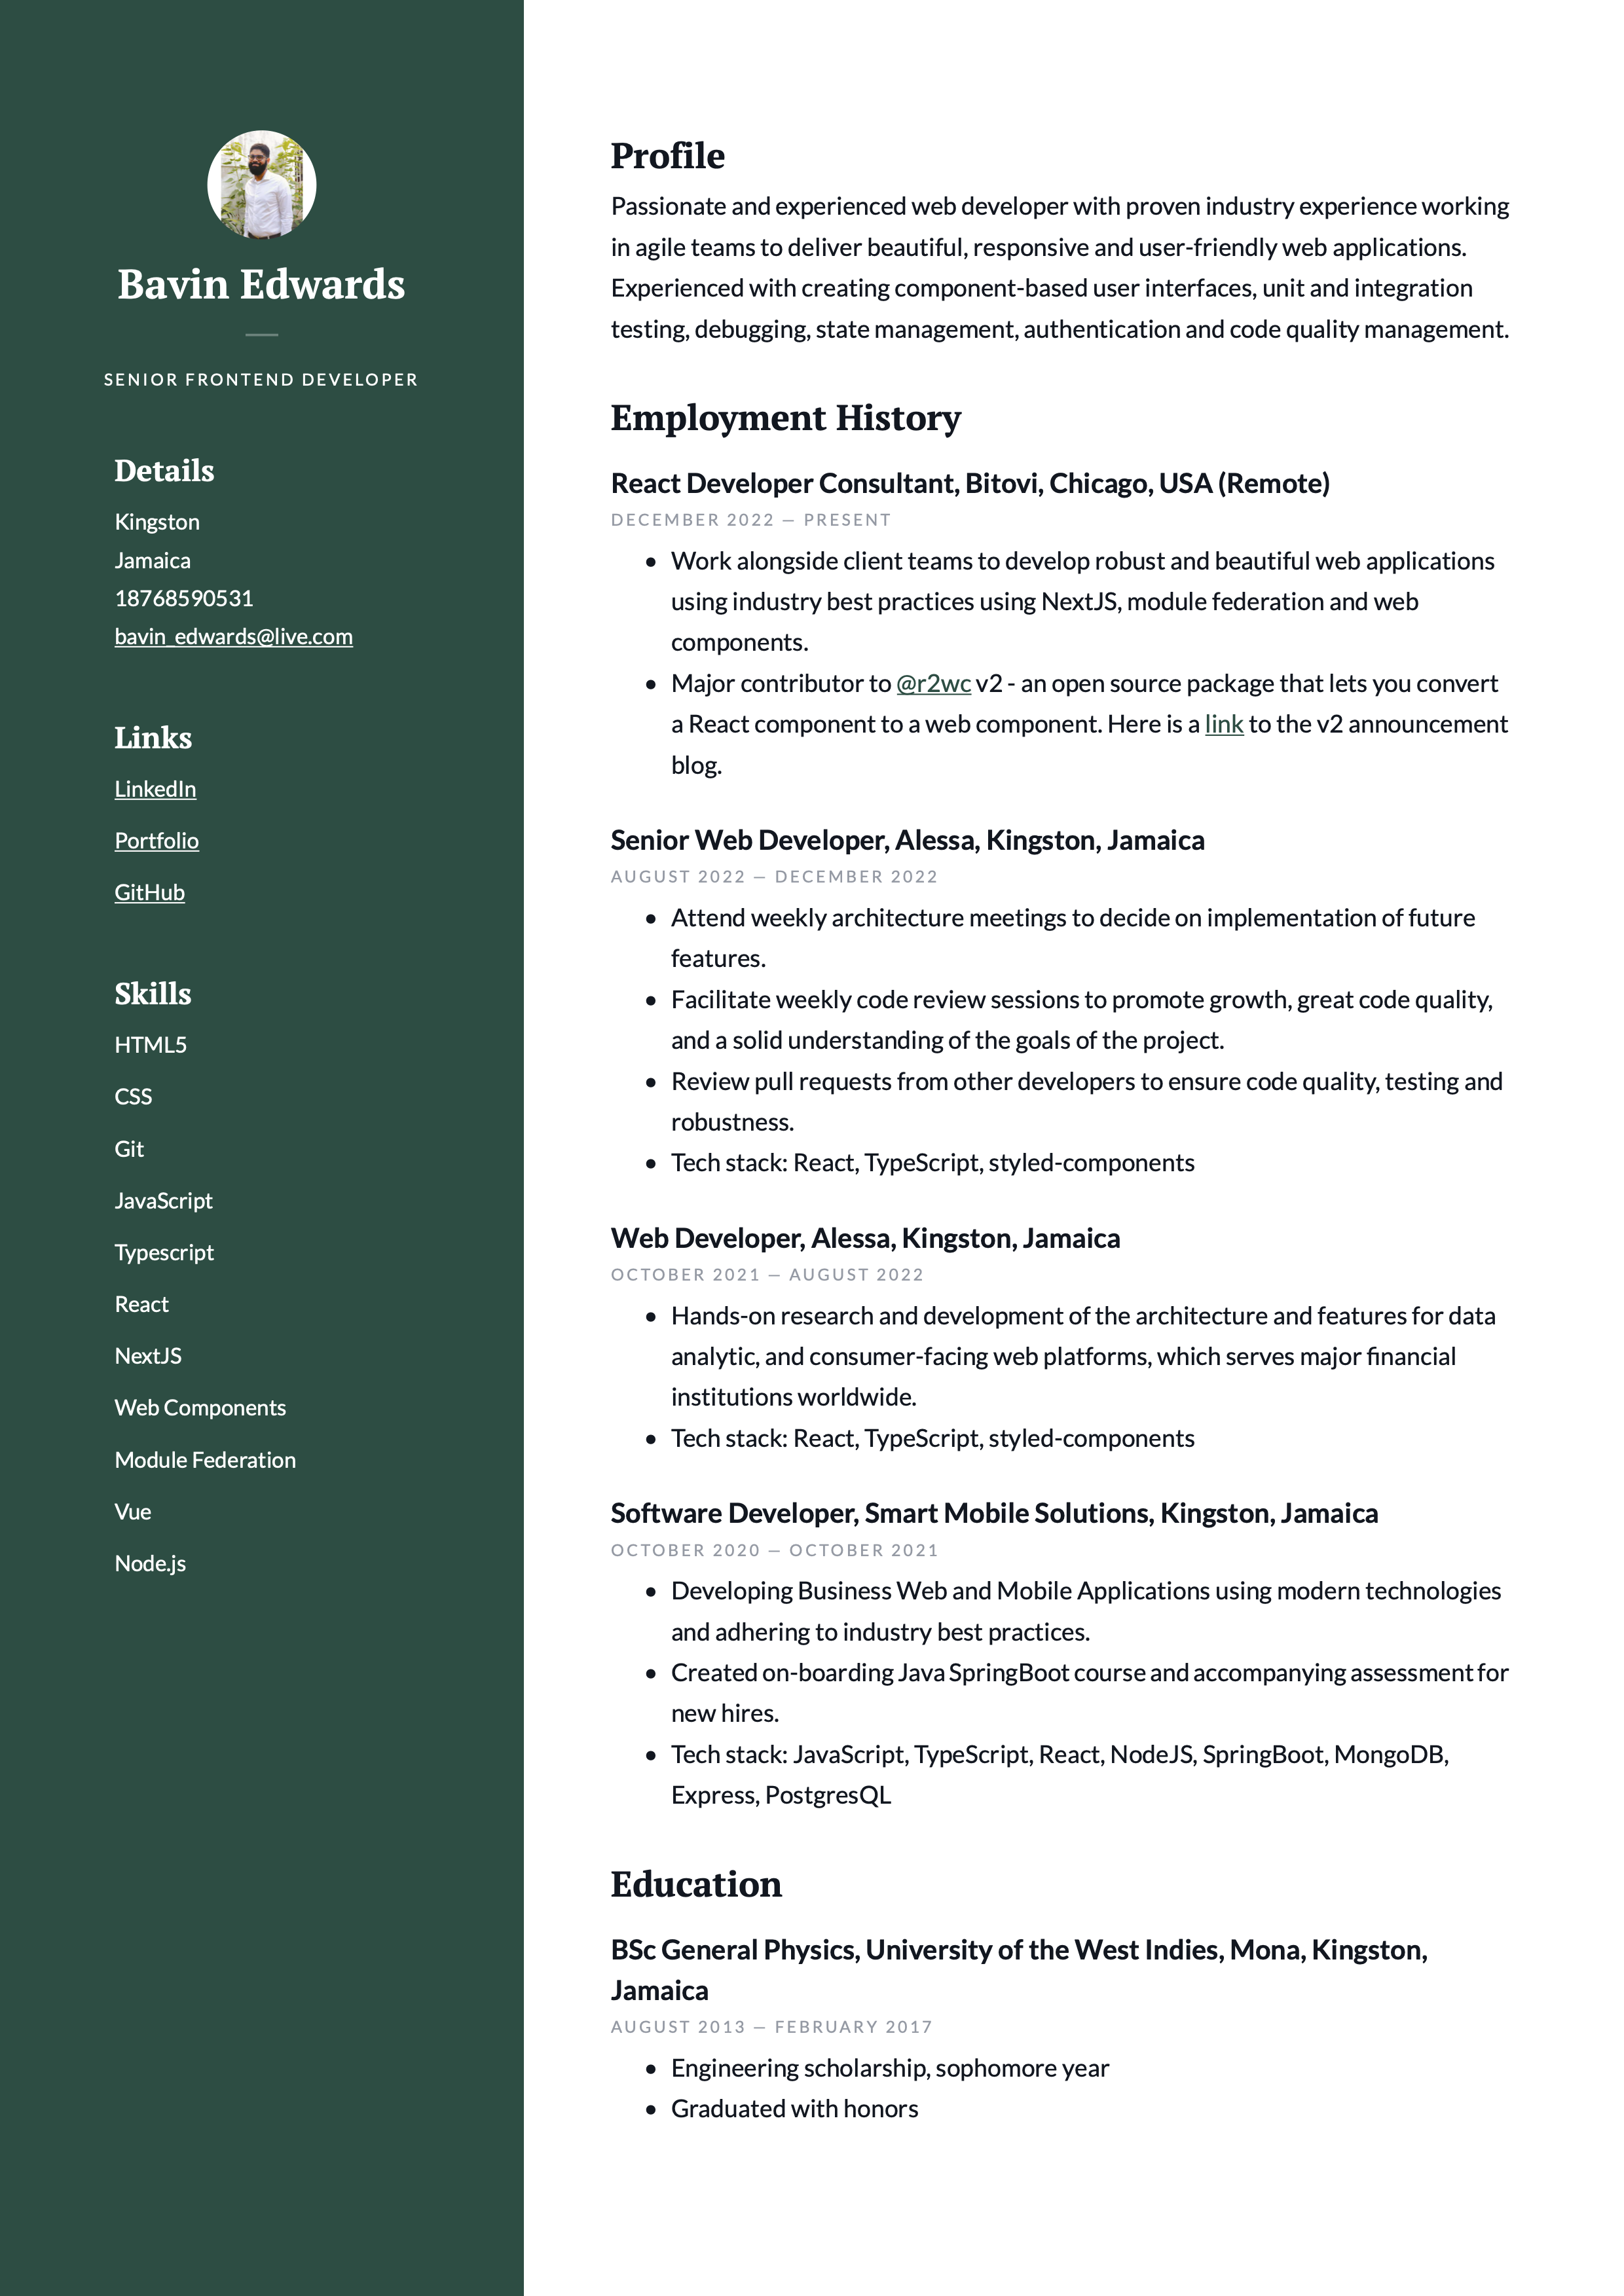 Bavin Edwards
SENIOR FRONTEND DEVELOPER
Details
Kingston
Jamaica
18768590531
bavin_edwards@live.com
Links
LinkedIn
Portfolio
GitHub
Skills
HTML5
CSS
Git
JavaScript
Typescript
React
NextJS
Web Components
Module Federation
Vue
Node.js
Profile
Passionate and experienced web developer with proven industry experience working
in agile teams to deliver beautiful, responsive and user-friendly web applications.
Experienced with creating component-based user interfaces, unit and integration
testing, debugging, state management, authentication and code quality management.
Employment History
React Developer Consultant, Bitovi, Chicago, USA (Remote)
DECEMBER 2022 — PRESENT
• Work alongside client teams to develop robust and beautiful web applications
using industry best practices using NextJS, module federation and web
components.
• Major contributor to @r2wc v2 - an open source package that lets you convert
a React component to a web component. Here is a link to the v2 announcement
blog.
Senior Web Developer, Alessa, Kingston, Jamaica
AUGUST 2022 — DECEMBER 2022
• Attend weekly architecture meetings to decide on implementation of future
features.
• Facilitate weekly code review sessions to promote growth, great code quality,
and a solid understanding of the goals of the project.
• Review pull requests from other developers to ensure code quality, testing and
robustness.
• Tech stack: React, TypeScript, styled-components
Web Developer, Alessa, Kingston, Jamaica
OCTOBER 2021 — AUGUST 2022
• Hands-on research and development of the architecture and features for data
analytic, and consumer-facing web platforms, which serves major financial
institutions worldwide.
• Tech stack: React, TypeScript, styled-components
Software Developer, Smart Mobile Solutions, Kingston, Jamaica
OCTOBER 2020 — OCTOBER 2021
• Developing Business Web and Mobile Applications using modern technologies
and adhering to industry best practices.
• Created on-boarding Java SpringBoot course and accompanying assessment for
new hires.
• Tech stack: JavaScript, TypeScript, React, NodeJS, SpringBoot, MongoDB,
Express, PostgresQL
Education
BSc General Physics, University of the West Indies, Mona, Kingston,
Jamaica
AUGUST 2013 — FEBRUARY 2017
• Engineering scholarship, sophomore year
• Graduated with honors